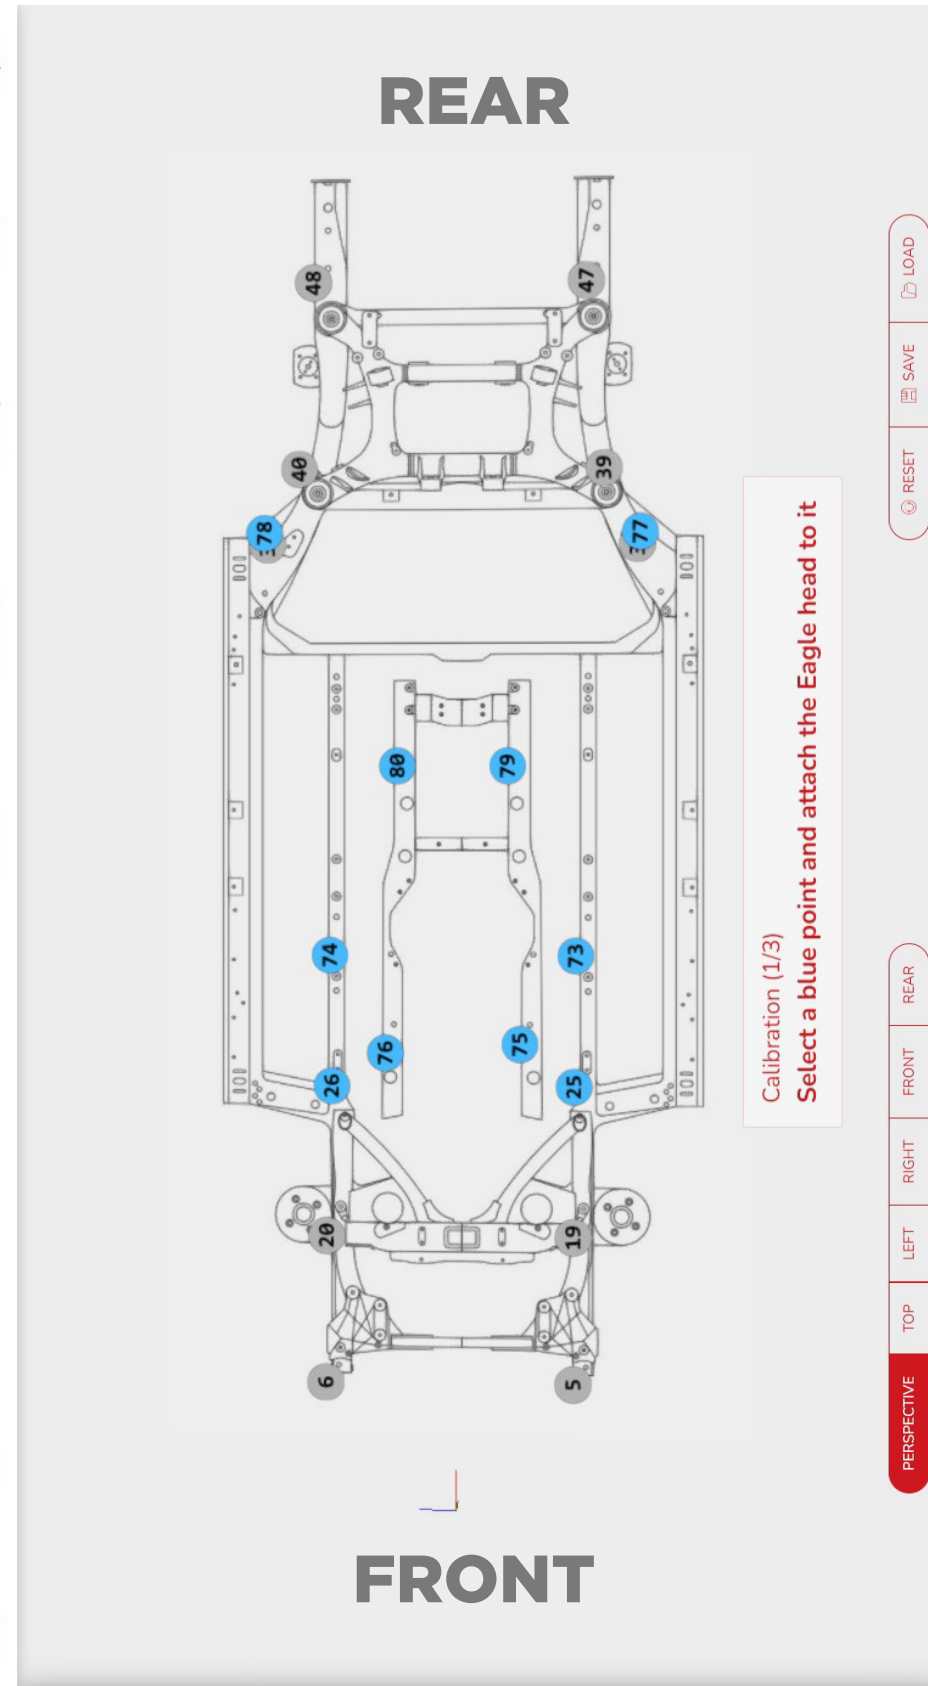 REAR
48
47
40
39
78
77
80
79
74
73
76
75
26
25
20
19
6
5
Calibration (1/3)
Select a blue point and attach the Eagle head to it
RESET
SAVE
LOAD
PERSPECTIVE
TOP
LEFT
RIGHT
FRONT
REAR
FRONT